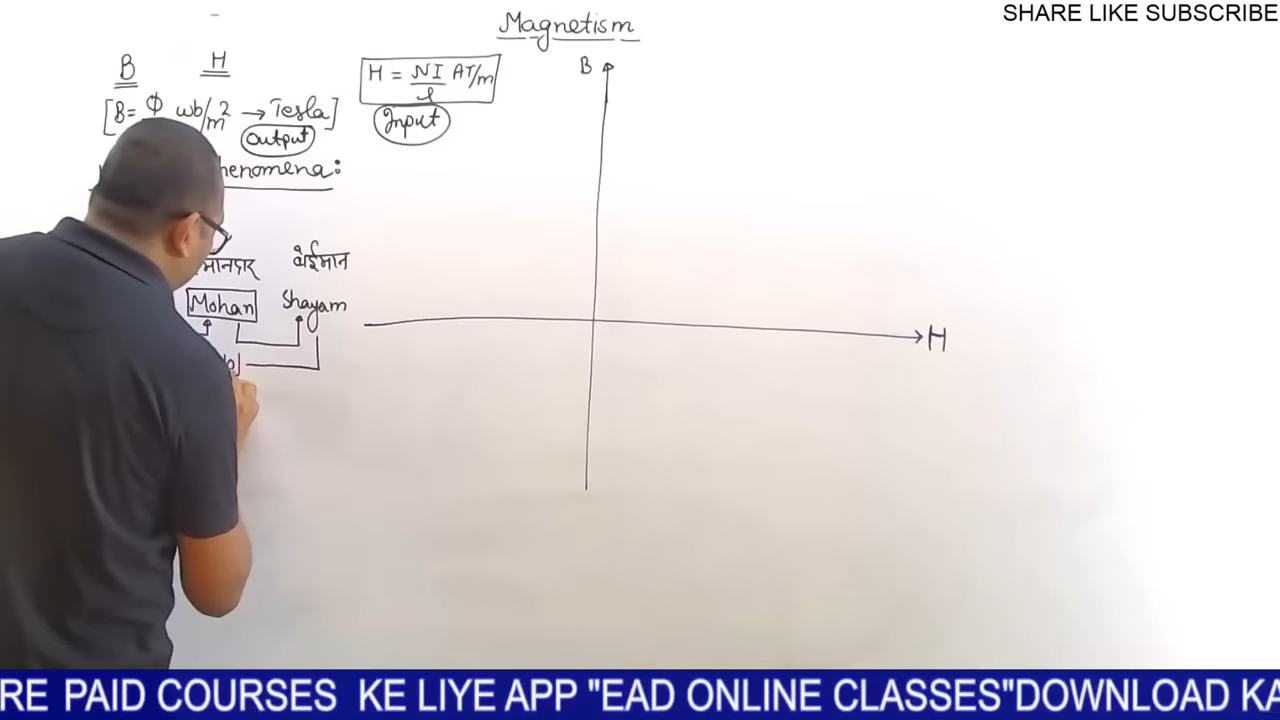 SHARE LIKE SUBSCRIBE
Magnetism
B H
H = NI/l AT/m
B
[B= Φ wb/m² → Tesla]
Output
Input
henomena:
मानदार बेईमान
Mohan Shayam
H
RE PAID COURSES KE LIYE APP "EAD ONLINE CLASSES"DOWNLOAD KA